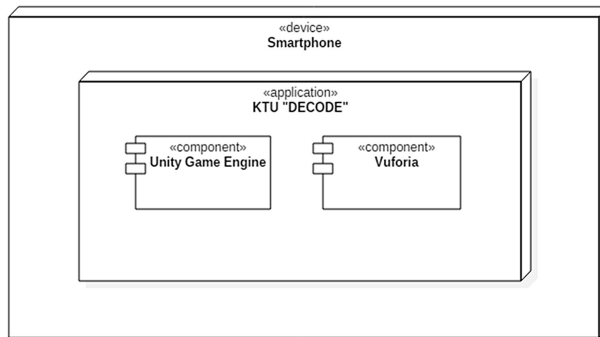 «device»
Smartphone
«application»
KTU "DECODE"
«component»
Unity Game Engine
«component»
Vuforia